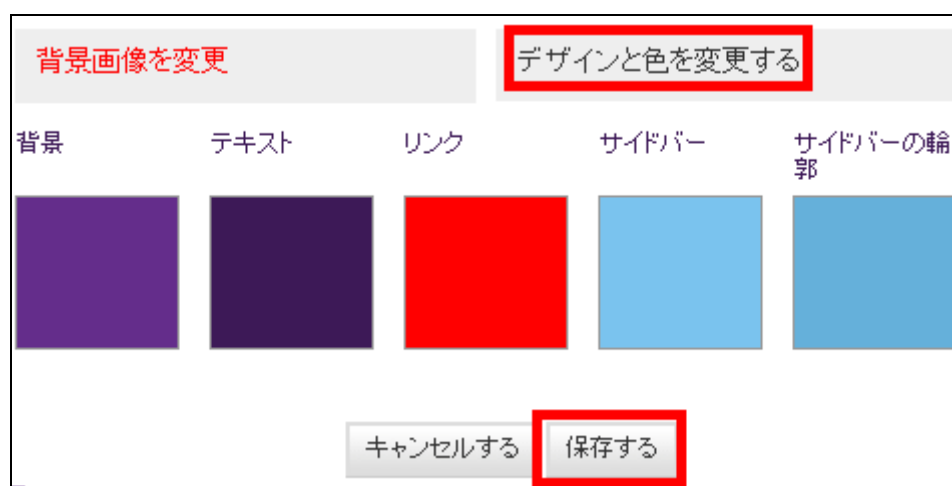 背景画像を変更
デザインと色を変更する
背景
テキスト
リンク
サイドバー
サイドバーの輪
郭
キャンセルする
保存する